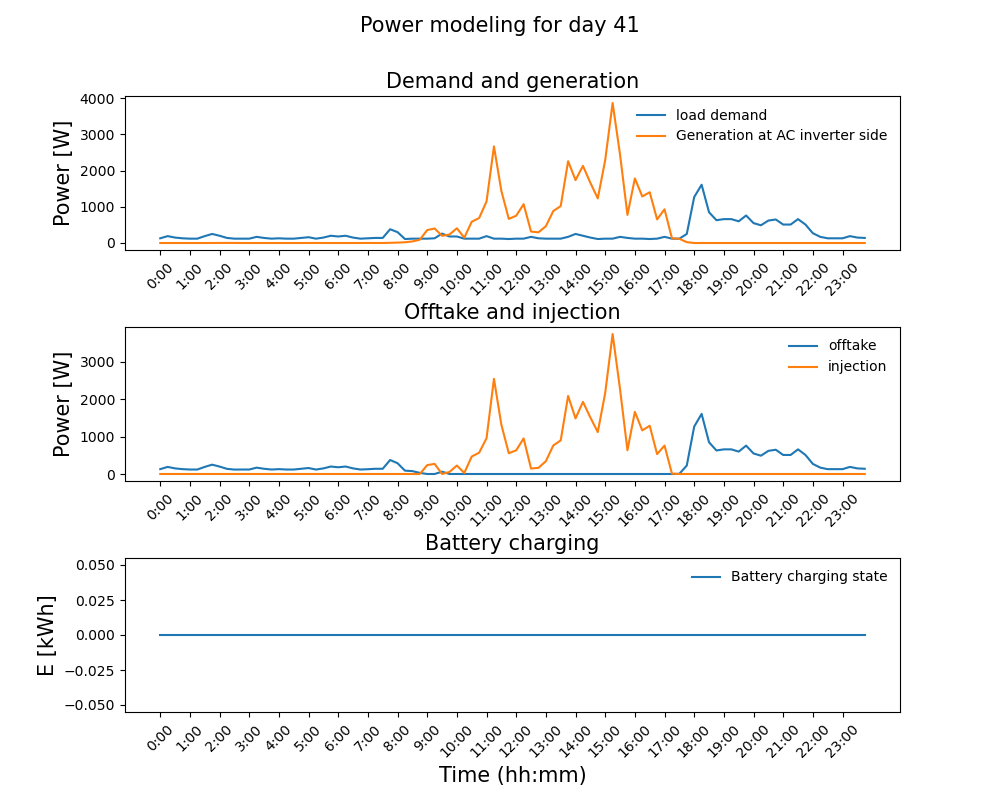 Power modeling for day 41
Demand and generation
Power [W]
4000
3000
2000
1000
0
load demand
Generation at AC inverter side
0:00 1:00 2:00 3:00 4:00 5:00 6:00 7:00 8:00 9:00 10:00 11:00 12:00 13:00 14:00 15:00 16:00 17:00 18:00 19:00 20:00 21:00 22:00 23:00
Offtake and injection
Power [W]
3000
2000
1000
0
offtake
injection
0:00 1:00 2:00 3:00 4:00 5:00 6:00 7:00 8:00 9:00 10:00 11:00 12:00 13:00 14:00 15:00 16:00 17:00 18:00 19:00 20:00 21:00 22:00 23:00
Battery charging
E [kWh]
0.050
0.025
0.000
−0.025
−0.050
Battery charging state
0:00 1:00 2:00 3:00 4:00 5:00 6:00 7:00 8:00 9:00 10:00 11:00 12:00 13:00 14:00 15:00 16:00 17:00 18:00 19:00 20:00 21:00 22:00 23:00
Time (hh:mm)